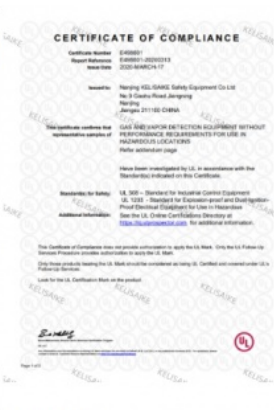 CERTIFICATE OF COMPLIANCE
Certificate Number
Report Reference
Issue Date 2020-MARCH-17
Issued to: Nanjing KELISAIKE Safety Equipment Co Ltd
No 9 Gaohu Road Jiangning
Nanjing
Jiangsu 211100 CHINA
This certificate confirms that representative samples of
GAS AND VAPOR DETECTION EQUIPMENT WITHOUT
PERFORMANCE REQUIREMENTS FOR USE IN
HAZARDOUS LOCATIONS
Refer addendum page
Have been investigated by UL in accordance with the
Standard(s) indicated on this Certificate.
Standard(s) for Safety: UL 508 – Standard for Industrial Control Equipment
UL 1203 - Standard for Explosion-proof and Dust-Ignition-
Proof Electrical Equipment for Use in Hazardous
Additional Information: See the UL Online Certifications Directory at
for additional information.
This Certificate of Compliance does not provide authorization to apply the UL Mark. Only the UL Follow-Up
Services Procedure provides authorization to apply the UL Mark.
Only those products bearing the UL Mark should be considered as being UL Certified and covered under UL's
Follow-Up Services.
Look for the UL Certification Mark on the product.
UL
Page 1 of 2
KELISAIKE